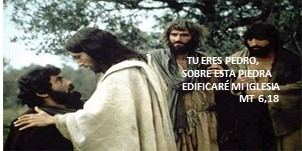 TU ERES PEDRO,
SOBRE ESTA PIEDRA
EDIFICARÉ MI IGLESIA
MT 6,18